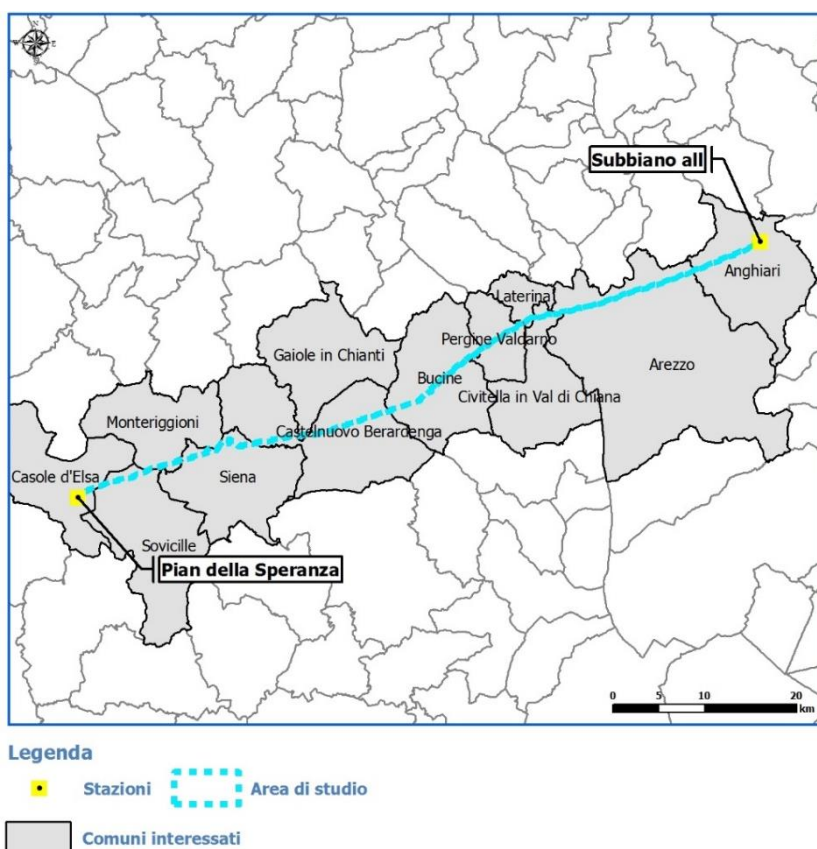 Subbiano all
Anghiari
Laterina
Pergine Valdarno
Gaiole in Chianti
Arezzo
Bucine
Civitella in Val di Chiana
Monteriggioni
Castelnuovo Berardenga
Casole d'Elsa
Siena
Sovicille
Pian della Speranza
0 5 10 20
km
Legenda
Stazioni Area di studio
Comuni interessati